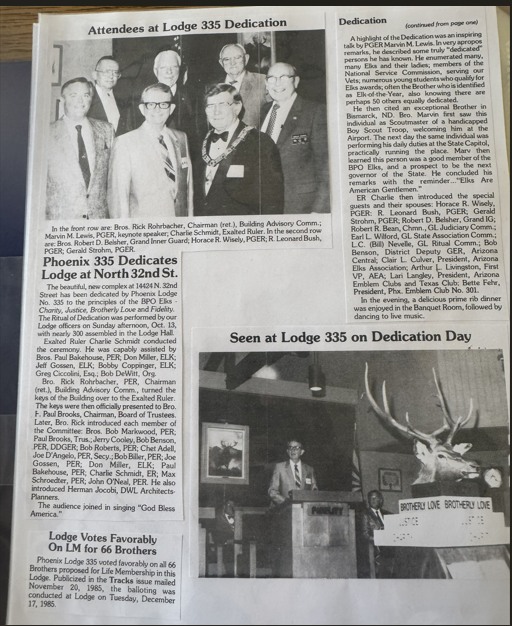 Attendees at Lodge 335 Dedication
In the front row are: Bros. Rick Rohrbacher, Chairman (ret.), Building Advisory Comm.;
Marvin M. Lewis, PGER, keynote speaker; Charlie Schmidt, Exalted Ruler. In the second row
are: Bros. Robert D. Belsher, Grand Inner Guard; Horace R. Wisely, PGER; R. Leonard Bush,
PGER; Gerald Strohm, PGER.
Phoenix 335 Dedicates
Lodge at North 32nd St.
The beautiful, new complex at 14424 N. 32nd
Street has been dedicated by Phoenix Lodge
No. 335 to the principles of the BPO Elks -
Charity, Justice, Brotherly Love and Fidelity.
The Ritual of Dedication was performed by our
Lodge officers on Sunday afternoon, Oct. 13,
with nearly 300 assembled in the Lodge Hall.
Exalted Ruler Charlie Schmidt conducted
the ceremony. He was capably assisted by
Bros. Paul Bakehouse, PER; Don Miller, ELK;
Jeff Gossen, ELK; Bobby Coppinger, ELK;
Greg Ciccolini, Esq.; Bob DeWitt, Org.
Bro. Rick Rohrbacher, PER, Chairman
(ret.), Building Advisory Comm., turned the
keys of the Building over to the Exalted Ruler.
The keys were then officially presented to Bro.
F. Paul Brooks, Chairman, Board of Trustees.
Later, Bro. Rick introduced each member of
the Committee: Bros. Bob Markwood, PER;
Paul Brooks, Trus.; Jerry Cooley, Bob Benson,
PER, DDGER; Bob Roberts, PER; Chet Adell,
Joe D'Angelo, PER, Secy.; Bob Biller, PER; Joe
Gossen, PER; Don Miller, ELK; Paul
Bakehouse, PER; Charlie Schmidt, ER; Max
Schroedter, PER; John O'Neal, PER. He also
introduced Herman Jacobi, DWL Architects-
Planners.
The audience joined in singing "God Bless
America."
Lodge Votes Favorably
On LM for 66 Brothers
Phoenix Lodge 335 voted favorably on all 66
Brothers proposed for Life Membership in this
Lodge. Publicized in the Tracks issue mailed
November 20, 1985, the balloting was
conducted at Lodge on Tuesday, December
17, 1985.
Dedication
(continued from page one)
A highlight of the Dedication was an inspiring
talk by PGER Marvin M. Lewis. In very apropos
remarks, he described some truly "dedicated"
persons he has known. He enumerated many,
many Elks and their ladies; members of the
National Service Commission, serving our
Vets; numerous young students who qualify for
Elks awards; often the Brother who is identified
as Elk-of-the-Year, also knowing there are
perhaps 50 others equally dedicated.
He then cited an exceptional Brother in
Bismarck, ND. Bro. Marvin first saw this
individual as Scoutmaster of a handicapped
Boy Scout Troop, welcoming him at the
Airport. The next day the same individual was
performing his daily duties at the State Capitol,
practically running the place. Marv then
learned this person was a good member of the
BPO Elks, and a prospect to be the next
governor of the State. He concluded his
remarks with the reminder..."Elks Are
American Gentlemen."
ER Charlie then introduced the special
guests and their spouses: Horace R. Wisely,
PGER: R. Leonard Bush, PGER; Gerald
Strohm, PGER; Robert D. Belsher, Grand IG;
Robert R. Bean, Chmn., GL Judiciary Comm.;
Earl L. Wilford, GL State Association Comm.;
L.C. (Bill) Nevelle, GL Ritual Comm.; Bob
Benson, District Deputy GER, Arizona
Central; Clair L. Culver, President, Arizona
Elks Association; Arthur L. Livingston, First
VP, AEA; Lari Langley, President, Arizona
Emblem Clubs and Texas Club; Bette Fehr,
President, Phx. Emblem Club No. 301.
In the evening, a delicious prime rib dinner
was enjoyed in the Banquet Room, followed by
dancing to live music.
Seen at Lodge 335 on Dedication Day
FIDELITY
BROTHERLY LOVE BROTHERLY LOVE
JUSTICE JUSTICE